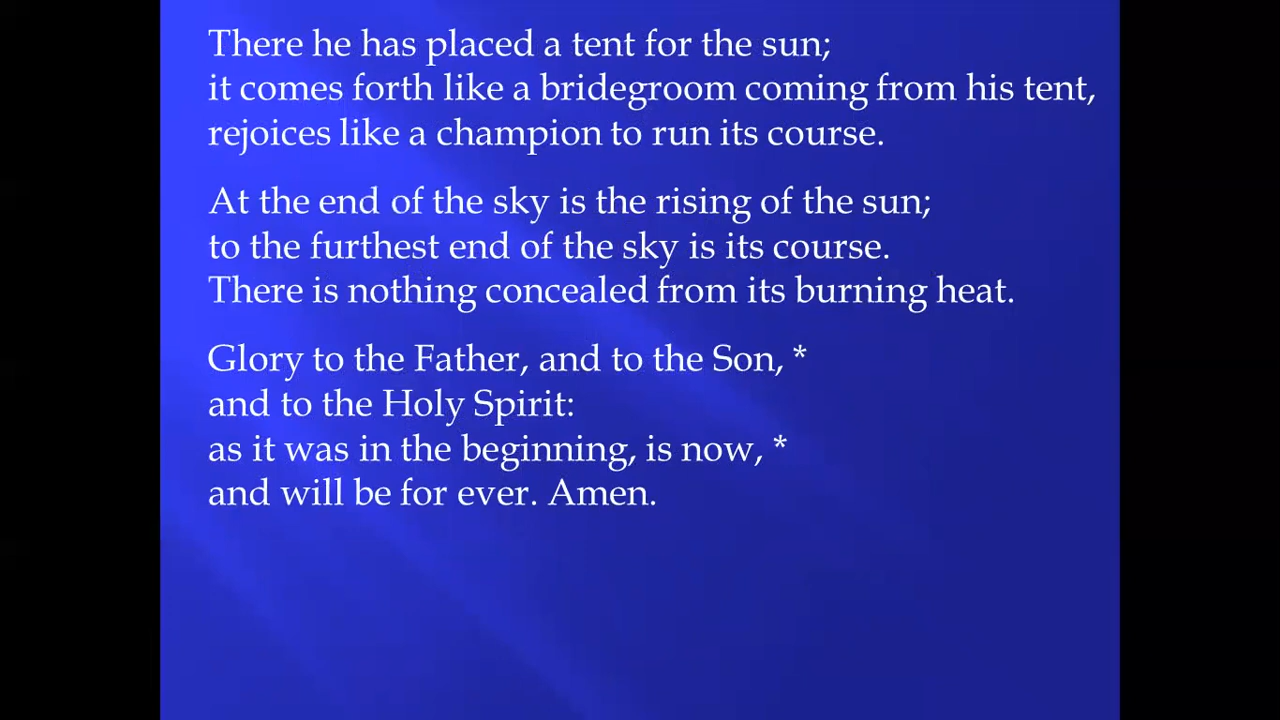 There he has placed a tent for the sun;
it comes forth like a bridegroom coming from his tent,
rejoices like a champion to run its course.
At the end of the sky is the rising of the sun;
to the furthest end of the sky is its course.
There is nothing concealed from its burning heat.
Glory to the Father, and to the Son, *
and to the Holy Spirit:
as it was in the beginning, is now, *
and will be for ever. Amen.